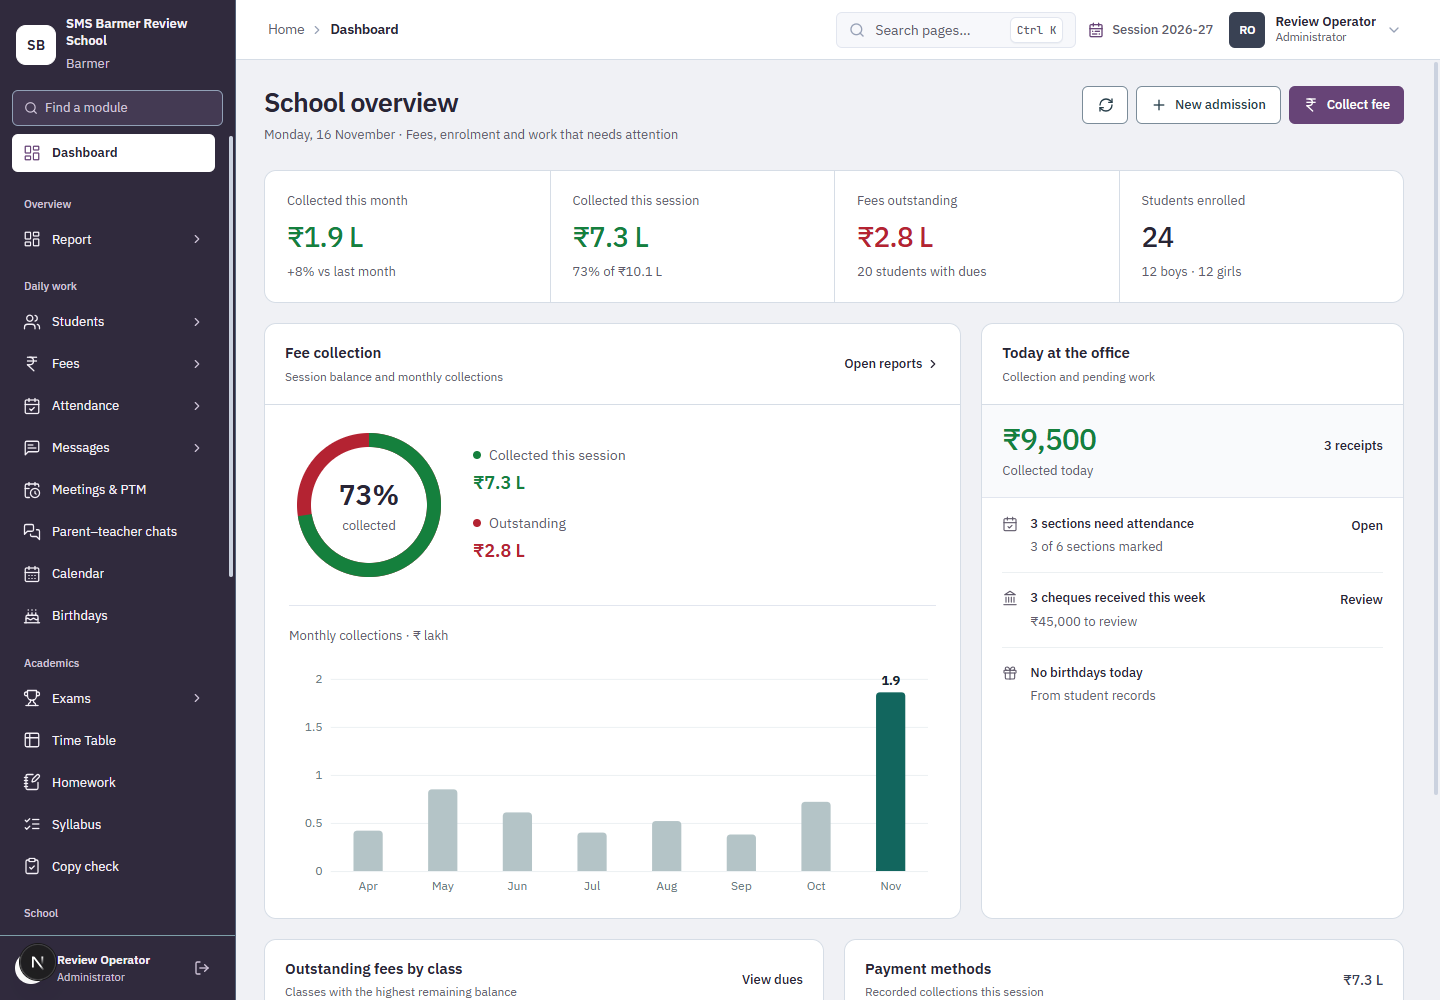 SB
SMS Barmer Review
School
Barmer
Find a module
Dashboard
Overview
Report
Daily work
Students
Fees
Attendance
Messages
Meetings & PTM
Parent–teacher chats
Calendar
Birthdays
Academics
Exams
Time Table
Homework
Syllabus
Copy check
School
N
Review Operator
Administrator
Home
Dashboard
Search pages...
Ctrl K
Session 2026-27
RO
Review Operator
Administrator
School overview
Monday, 16 November · Fees, enrolment and work that needs attention
New admission
₹ Collect fee
Collected this month
₹1.9 L
+8% vs last month
Collected this session
₹7.3 L
73% of ₹10.1 L
Fees outstanding
₹2.8 L
20 students with dues
Students enrolled
24
12 boys · 12 girls
Fee collection
Session balance and monthly collections
Open reports
73%
collected
Collected this session
₹7.3 L
Outstanding
₹2.8 L
Monthly collections · ₹ lakh
2
1.5
1
0.5
0
1.9
Apr
May
Jun
Jul
Aug
Sep
Oct
Nov
Today at the office
Collection and pending work
₹9,500
Collected today
3 receipts
3 sections need attendance
3 of 6 sections marked
Open
3 cheques received this week
₹45,000 to review
Review
No birthdays today
From student records
Outstanding fees by class
Classes with the highest remaining balance
View dues
Payment methods
Recorded collections this session
₹7.3 L